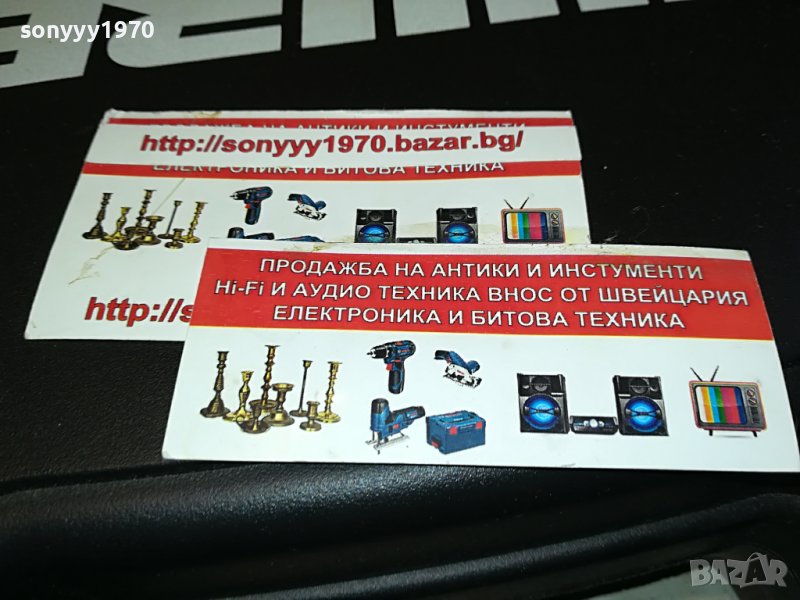 sonyyy1970
http://sonyyy1970.bazar.bg/
ЕЛЕКТРОНИКА И БИТОВА ТЕХНИКА
http://s
ПРОДАЖБА НА АНТИКИ И ИНСТУМЕНТИ
Hi-Fi И АУДИО ТЕХНИКА ВНОС ОТ ШВЕЙЦАРИЯ
ЕЛЕКТРОНИКА И БИТОВА ТЕХНИКА
BAZAR